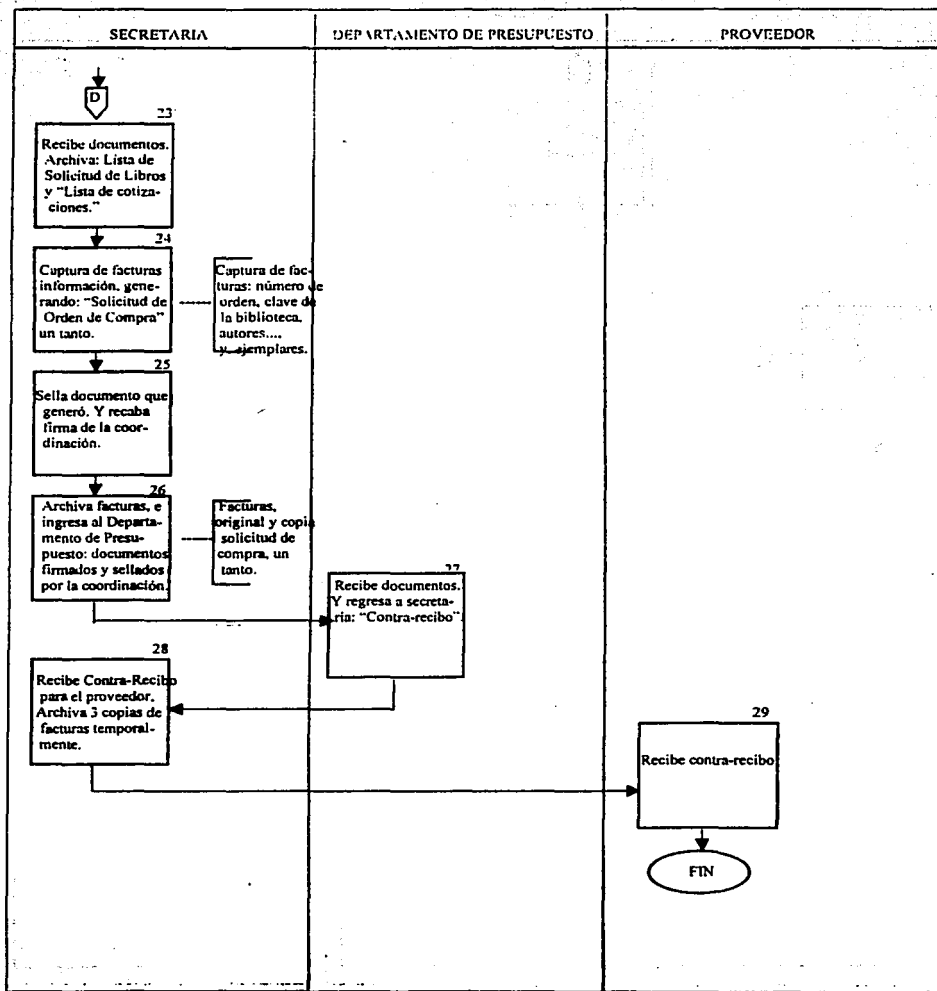 SECRETARIA
DEPARTAMENTO DE PRESUPUESTO
PROVEEDOR
D
23
Recibe documentos.
Archiva: Lista de
Solicitud de Libros
y "Lista de cotiza-
ciones."
24
Captura de facturas
información, gene-
rando: "Solicitud de
Orden de Compra"
un tanto.
Captura de fac-
turas: número de
orden, clave de
la biblioteca,
autores...,
y ejemplares.
25
Sella documento que
generó. Y recaba
firma de la coor-
dinación.
26
Archiva facturas, e
ingresa al Departa-
mento de Presu-
puesto: documentos
firmados y sellados
por la coordinación.
Facturas,
original y copia
solicitud de
compra, un
tanto.
27
Recibe documentos.
Y regresa a secreta-
ria: "Contra-recibo"
28
Recibe Contra-Recibo
para el proveedor.
Archiva 3 copias de
facturas temporal-
mente.
29
Recibe contra-recibo
FIN